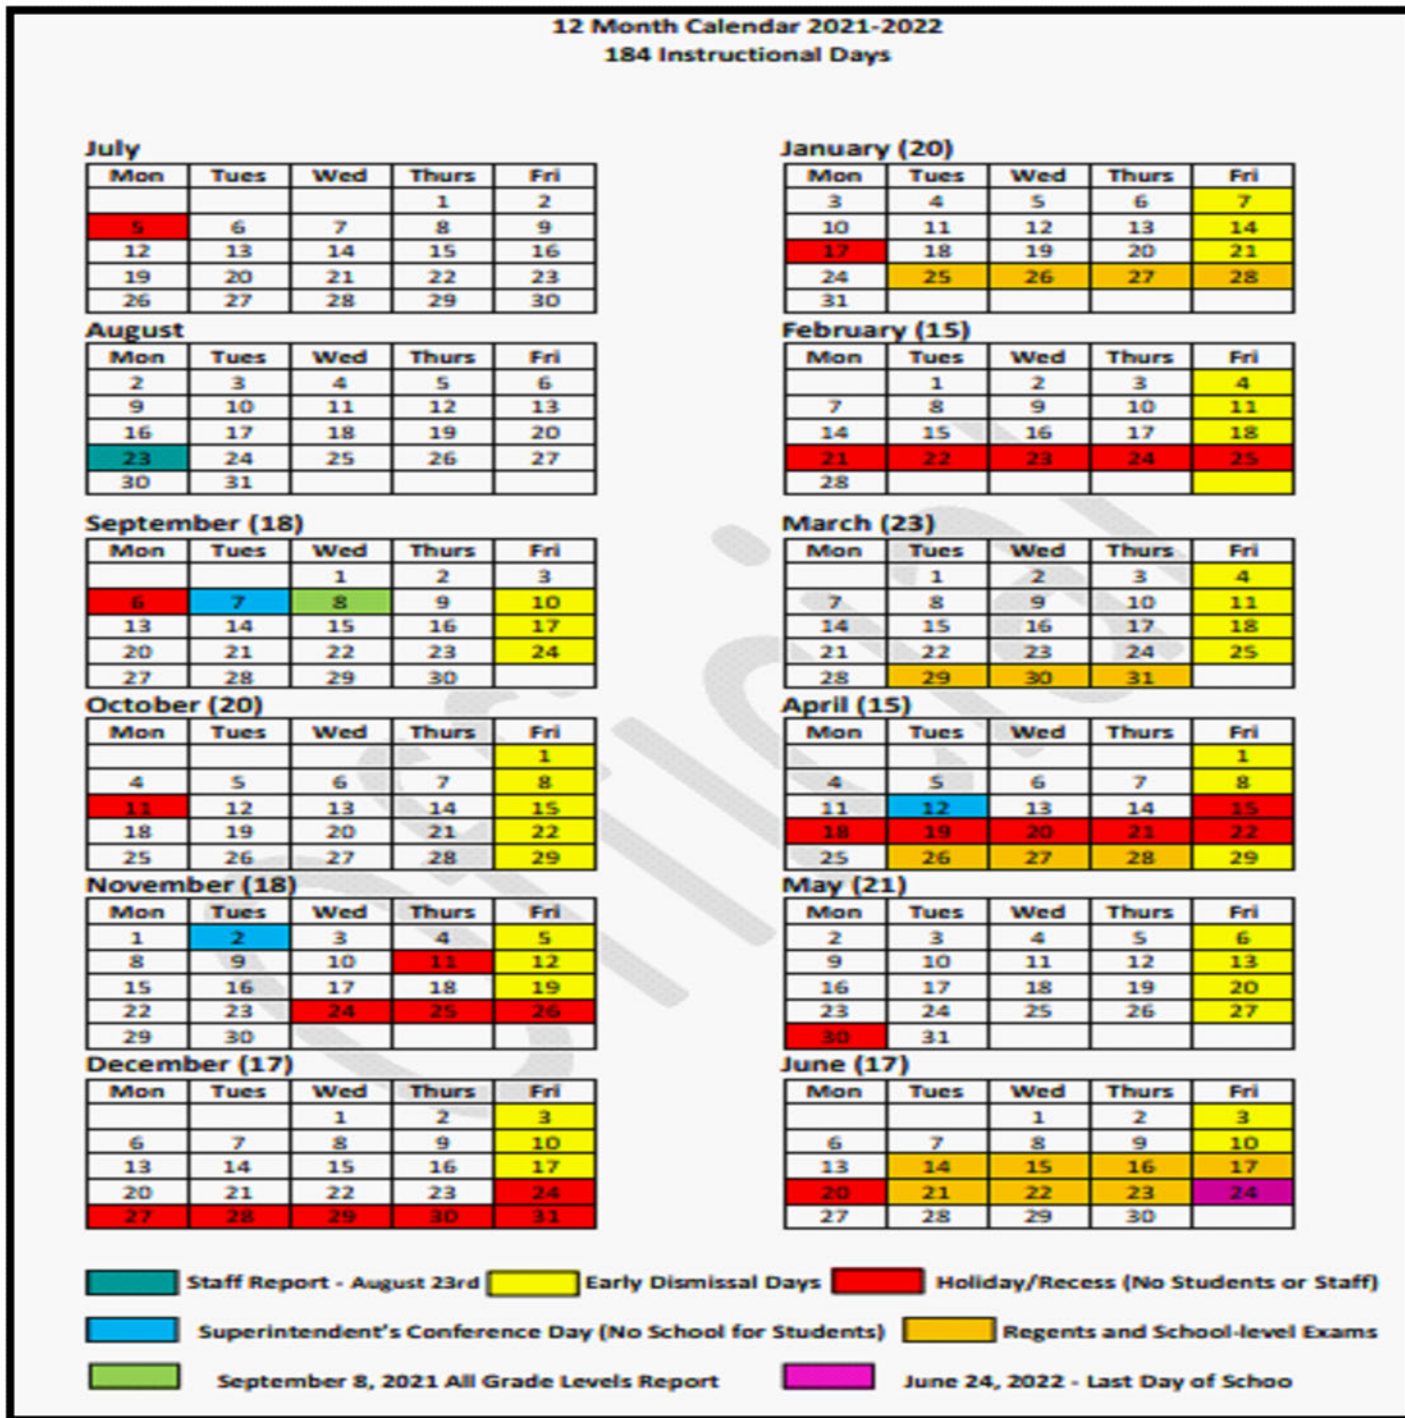 12 Month Calendar 2021-2022
184 Instructional Days
July
Mon Tues Wed Thurs Fri
1 2
5 6 7 8 9
12 13 14 15 16
19 20 21 22 23
26 27 28 29 30
August
Mon Tues Wed Thurs Fri
2 3 4 5 6
9 10 11 12 13
16 17 18 19 20
23 24 25 26 27
30 31
September (18)
Mon Tues Wed Thurs Fri
1 2 3
6 7 8 9 10
13 14 15 16 17
20 21 22 23 24
27 28 29 30
October (20)
Mon Tues Wed Thurs Fri
1
4 5 6 7 8
11 12 13 14 15
18 19 20 21 22
25 26 27 28 29
November (18)
Mon Tues Wed Thurs Fri
1 2 3 4 5
8 9 10 11 12
15 16 17 18 19
22 23 24 25 26
29 30
December (17)
Mon Tues Wed Thurs Fri
1 2 3
6 7 8 9 10
13 14 15 16 17
20 21 22 23 24
27 28 29 30 31
January (20)
Mon Tues Wed Thurs Fri
3 4 5 6 7
10 11 12 13 14
17 18 19 20 21
24 25 26 27 28
31
February (15)
Mon Tues Wed Thurs Fri
1 2 3 4
7 8 9 10 11
14 15 16 17 18
21 22 23 24 25
28
March (23)
Mon Tues Wed Thurs Fri
1 2 3 4
7 8 9 10 11
14 15 16 17 18
21 22 23 24 25
28 29 30 31
April (15)
Mon Tues Wed Thurs Fri
1
4 5 6 7 8
11 12 13 14 15
18 19 20 21 22
25 26 27 28 29
May (21)
Mon Tues Wed Thurs Fri
2 3 4 5 6
9 10 11 12 13
16 17 18 19 20
23 24 25 26 27
30 31
June (17)
Mon Tues Wed Thurs Fri
1 2 3
6 7 8 9 10
13 14 15 16 17
20 21 22 23 24
27 28 29 30
Staff Report - August 23rd Early Dismissal Days Holiday/Recess (No Students or Staff)
Superintendent's Conference Day (No School for Students) Regents and School-level Exams
September 8, 2021 All Grade Levels Report June 24, 2022 - Last Day of Schoo